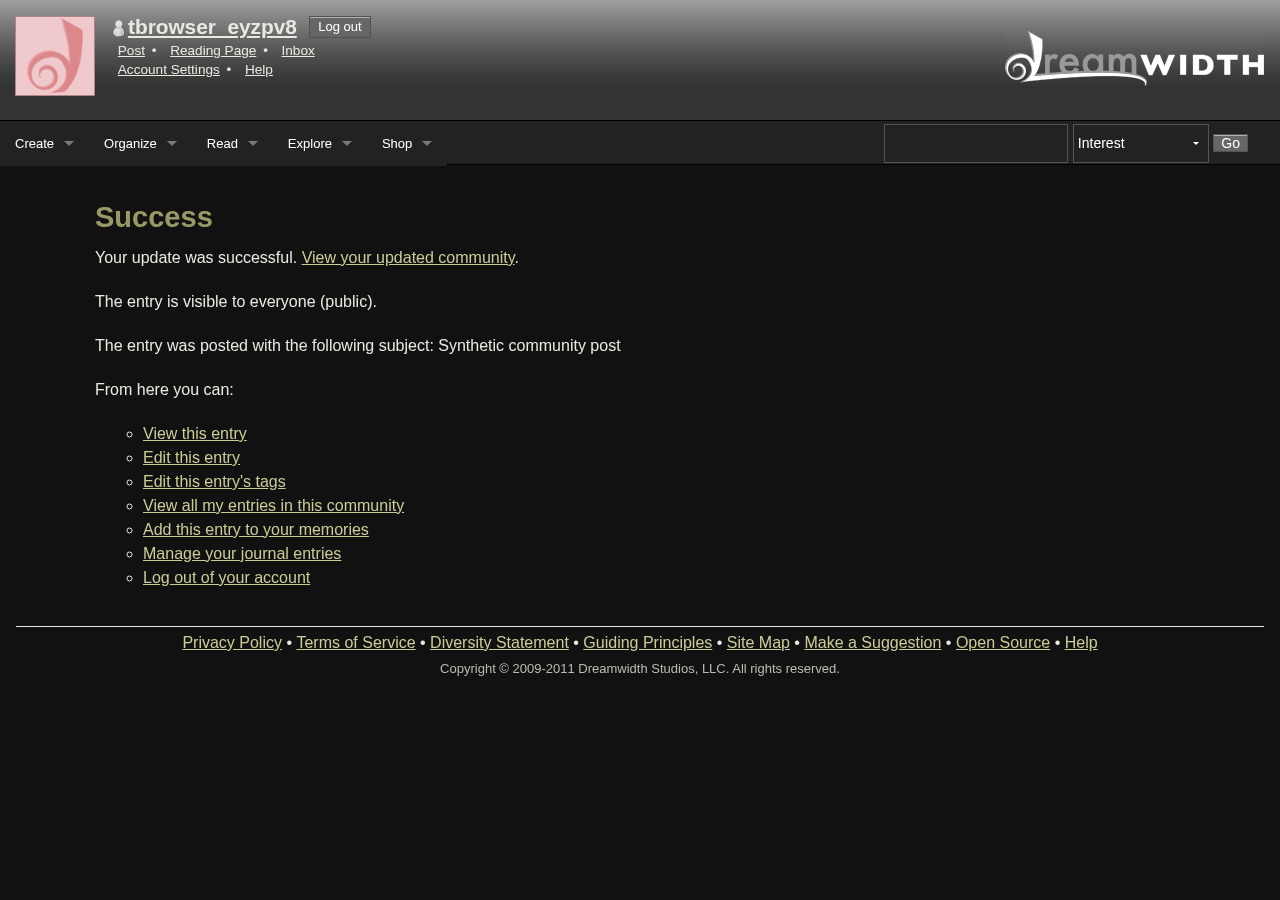 tbrowser_eyzpv8 Log out
Post • Reading Page • Inbox
Account Settings • Help
dreamWIDTH
Create Organize Read Explore Shop Interest Go
Success
Your update was successful. View your updated community.
The entry is visible to everyone (public).
The entry was posted with the following subject: Synthetic community post
From here you can:
View this entry
Edit this entry
Edit this entry's tags
View all my entries in this community
Add this entry to your memories
Manage your journal entries
Log out of your account
Privacy Policy • Terms of Service • Diversity Statement • Guiding Principles • Site Map • Make a Suggestion • Open Source • Help
Copyright © 2009-2011 Dreamwidth Studios, LLC. All rights reserved.